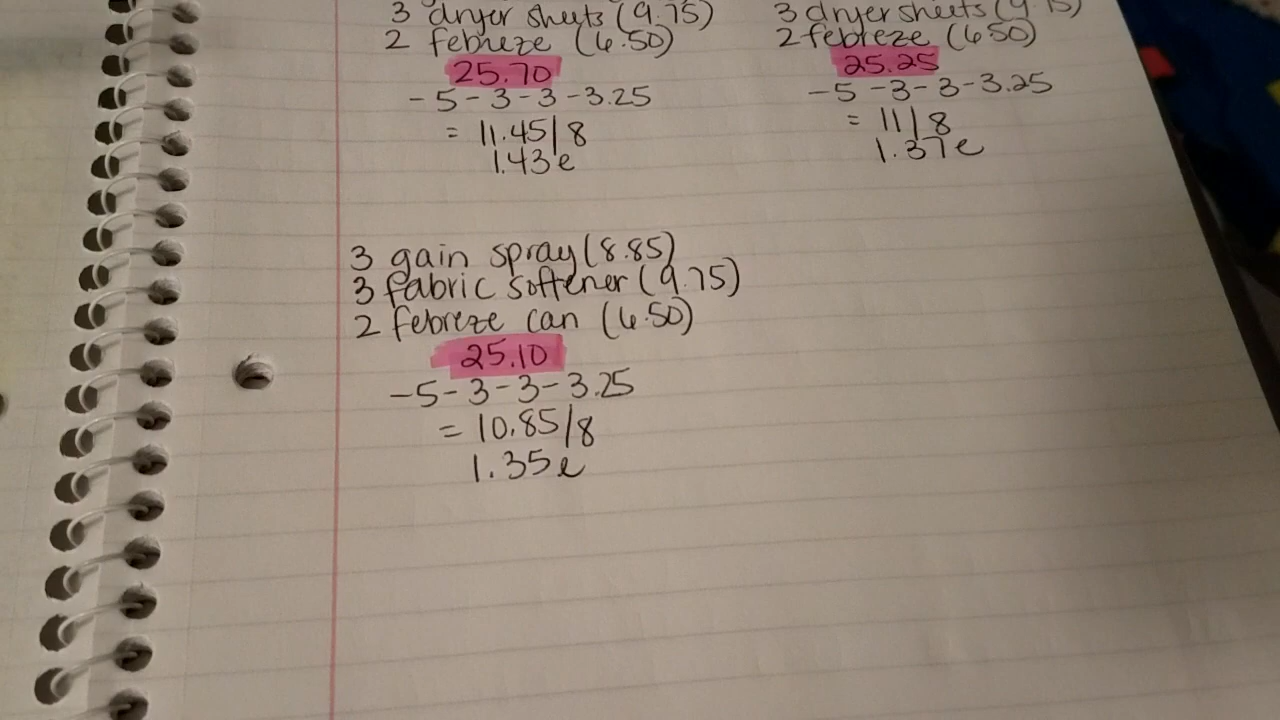 3 dryer sheets (9.75)
2 febreze (6.50)
25.70
-5-3-3-3.25
= 11.45/8
1.43e
3 dryer sheets (9.75)
2 febreze (6.50)
25.25
-5-3-3-3.25
= 11/8
1.37e
3 gain spray (8.85)
3 fabric softener (9.75)
2 febreze can (6.50)
25.10
-5-3-3-3.25
= 10.85/8
1.35e